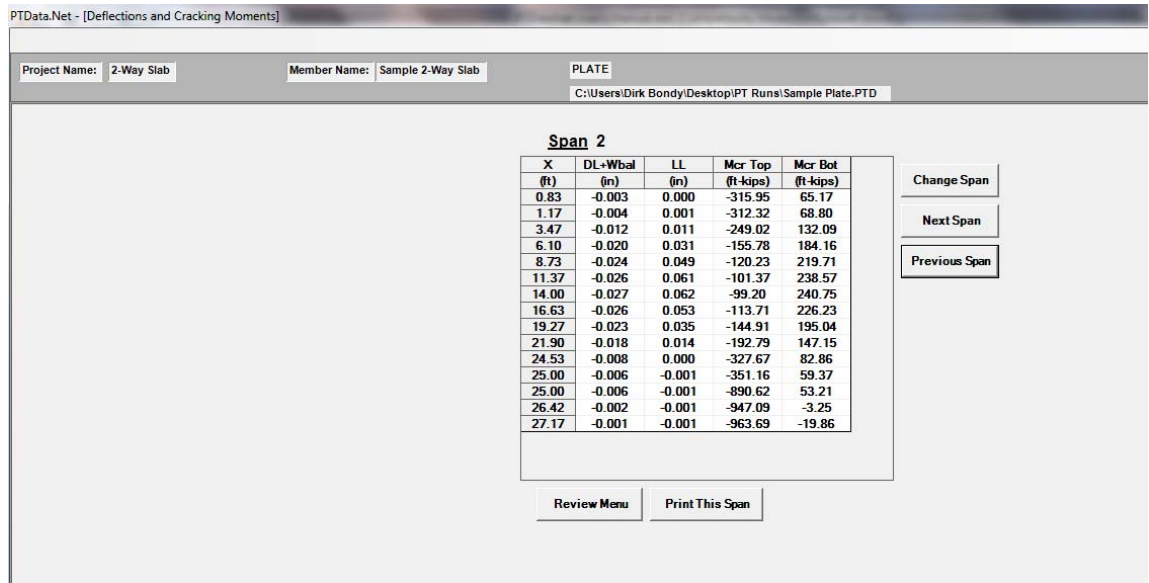 PTData.Net - [Deflections and Cracking Moments]
Project Name: 2-Way Slab Member Name: Sample 2-Way Slab PLATE
C:\Users\Dirk Bondy\Desktop\PT Runs\Sample Plate.PTD
Span 2
X DL+Wbal LL Mcr Top Mcr Bot
(ft) (in) (in) (ft-kips) (ft-kips)
0.83 -0.003 0.000 -315.95 65.17
1.17 -0.004 0.001 -312.32 68.80
3.47 -0.012 0.011 -249.02 132.09
6.10 -0.020 0.031 -155.78 184.16
8.73 -0.024 0.049 -120.23 219.71
11.37 -0.026 0.061 -101.37 238.57
14.00 -0.027 0.062 -99.20 240.75
16.63 -0.026 0.053 -113.71 226.23
19.27 -0.023 0.035 -144.91 195.04
21.90 -0.018 0.014 -192.79 147.15
24.53 -0.008 0.000 -327.67 82.86
25.00 -0.006 -0.001 -351.16 59.37
25.00 -0.006 -0.001 -890.62 53.21
26.42 -0.002 -0.001 -947.09 -3.25
27.17 -0.001 -0.001 -963.69 -19.86
Change Span
Next Span
Previous Span
Review Menu Print This Span